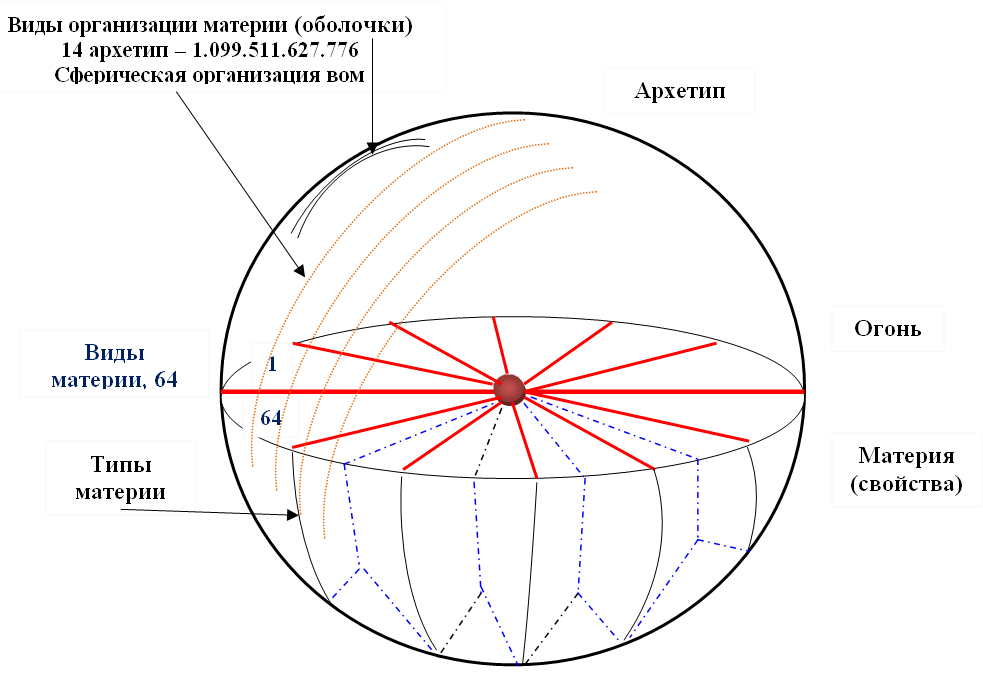 Виды организации материи (оболочки)
14 архетип – 1.099.511.627.776
Сферическая организация вом
Архетип
Огонь
Виды
материи, 64
1
64
Типы
материи
Материя
(свойства)